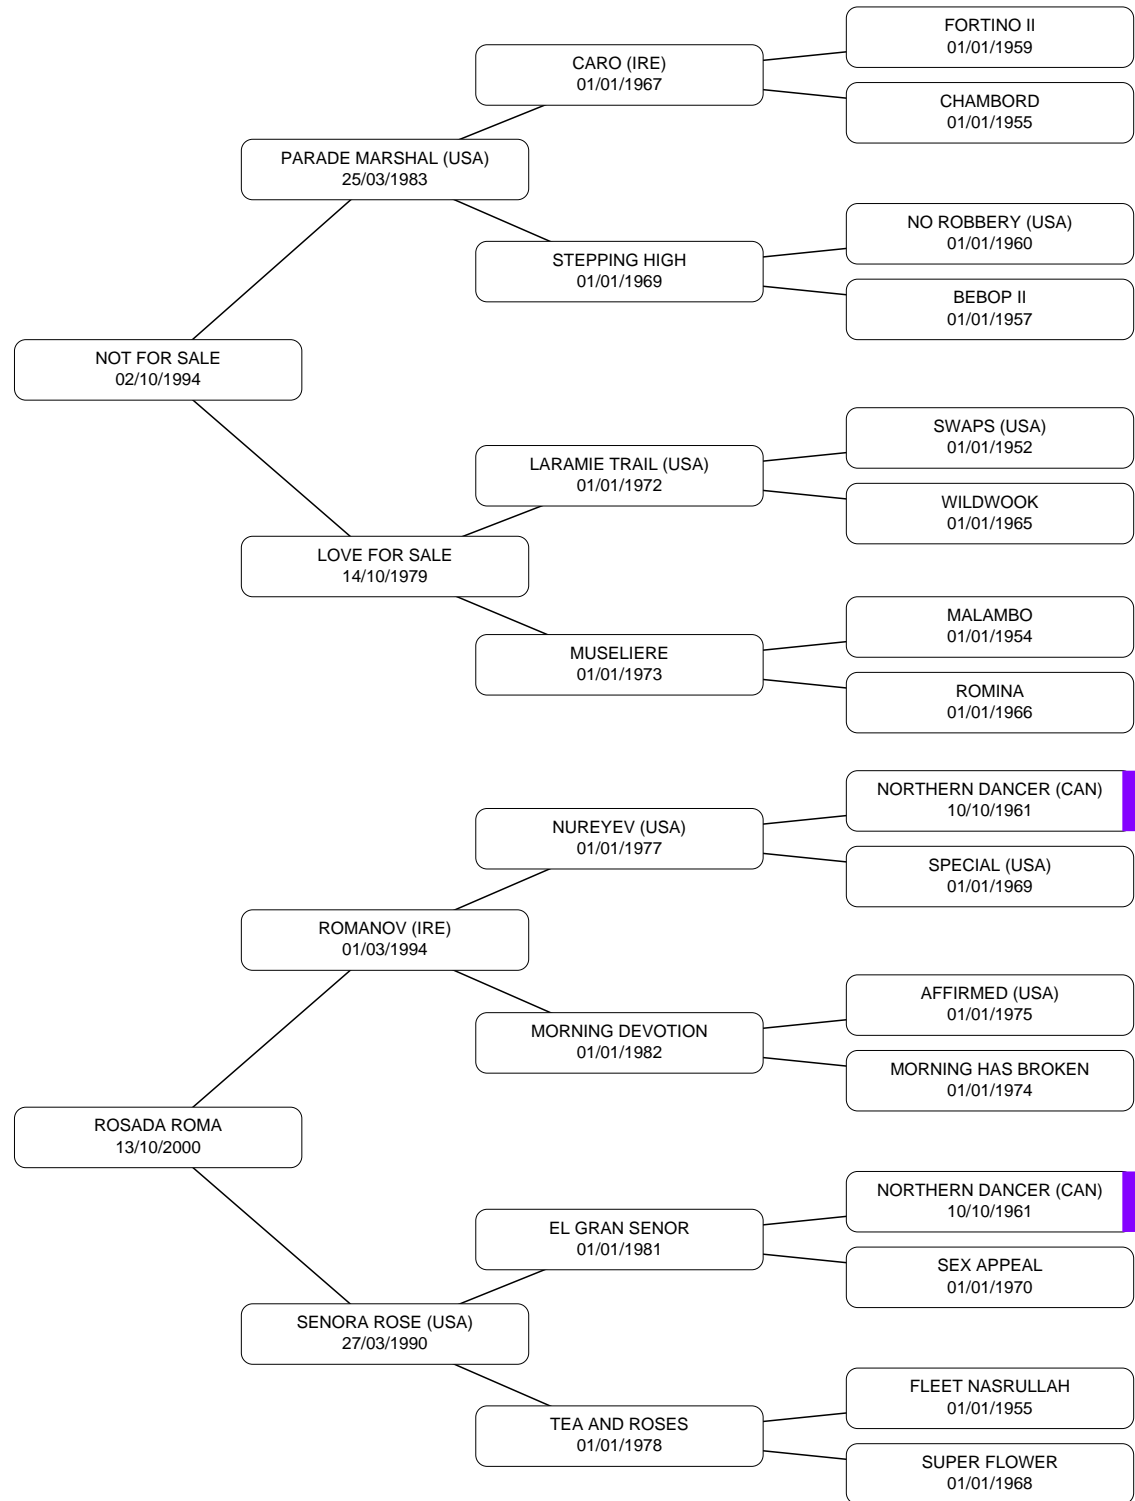 FORTINO II
01/01/1959
CARO (IRE)
01/01/1967
CHAMBORD
01/01/1955
PARADE MARSHAL (USA)
25/03/1983
NO ROBBERY (USA)
01/01/1960
STEPPING HIGH
01/01/1969
BEBOP II
01/01/1957
NOT FOR SALE
02/10/1994
SWAPS (USA)
01/01/1952
LARAMIE TRAIL (USA)
01/01/1972
WILDWOOK
01/01/1965
LOVE FOR SALE
14/10/1979
MALAMBO
01/01/1954
MUSELIERE
01/01/1973
ROMINA
01/01/1966
NORTHERN DANCER (CAN)
10/10/1961
NUREYEV (USA)
01/01/1977
SPECIAL (USA)
01/01/1969
ROMANOV (IRE)
01/03/1994
AFFIRMED (USA)
01/01/1975
MORNING DEVOTION
01/01/1982
MORNING HAS BROKEN
01/01/1974
ROSADA ROMA
13/10/2000
NORTHERN DANCER (CAN)
10/10/1961
EL GRAN SENOR
01/01/1981
SEX APPEAL
01/01/1970
SENORA ROSE (USA)
27/03/1990
FLEET NASRULLAH
01/01/1955
TEA AND ROSES
01/01/1978
SUPER FLOWER
01/01/1968